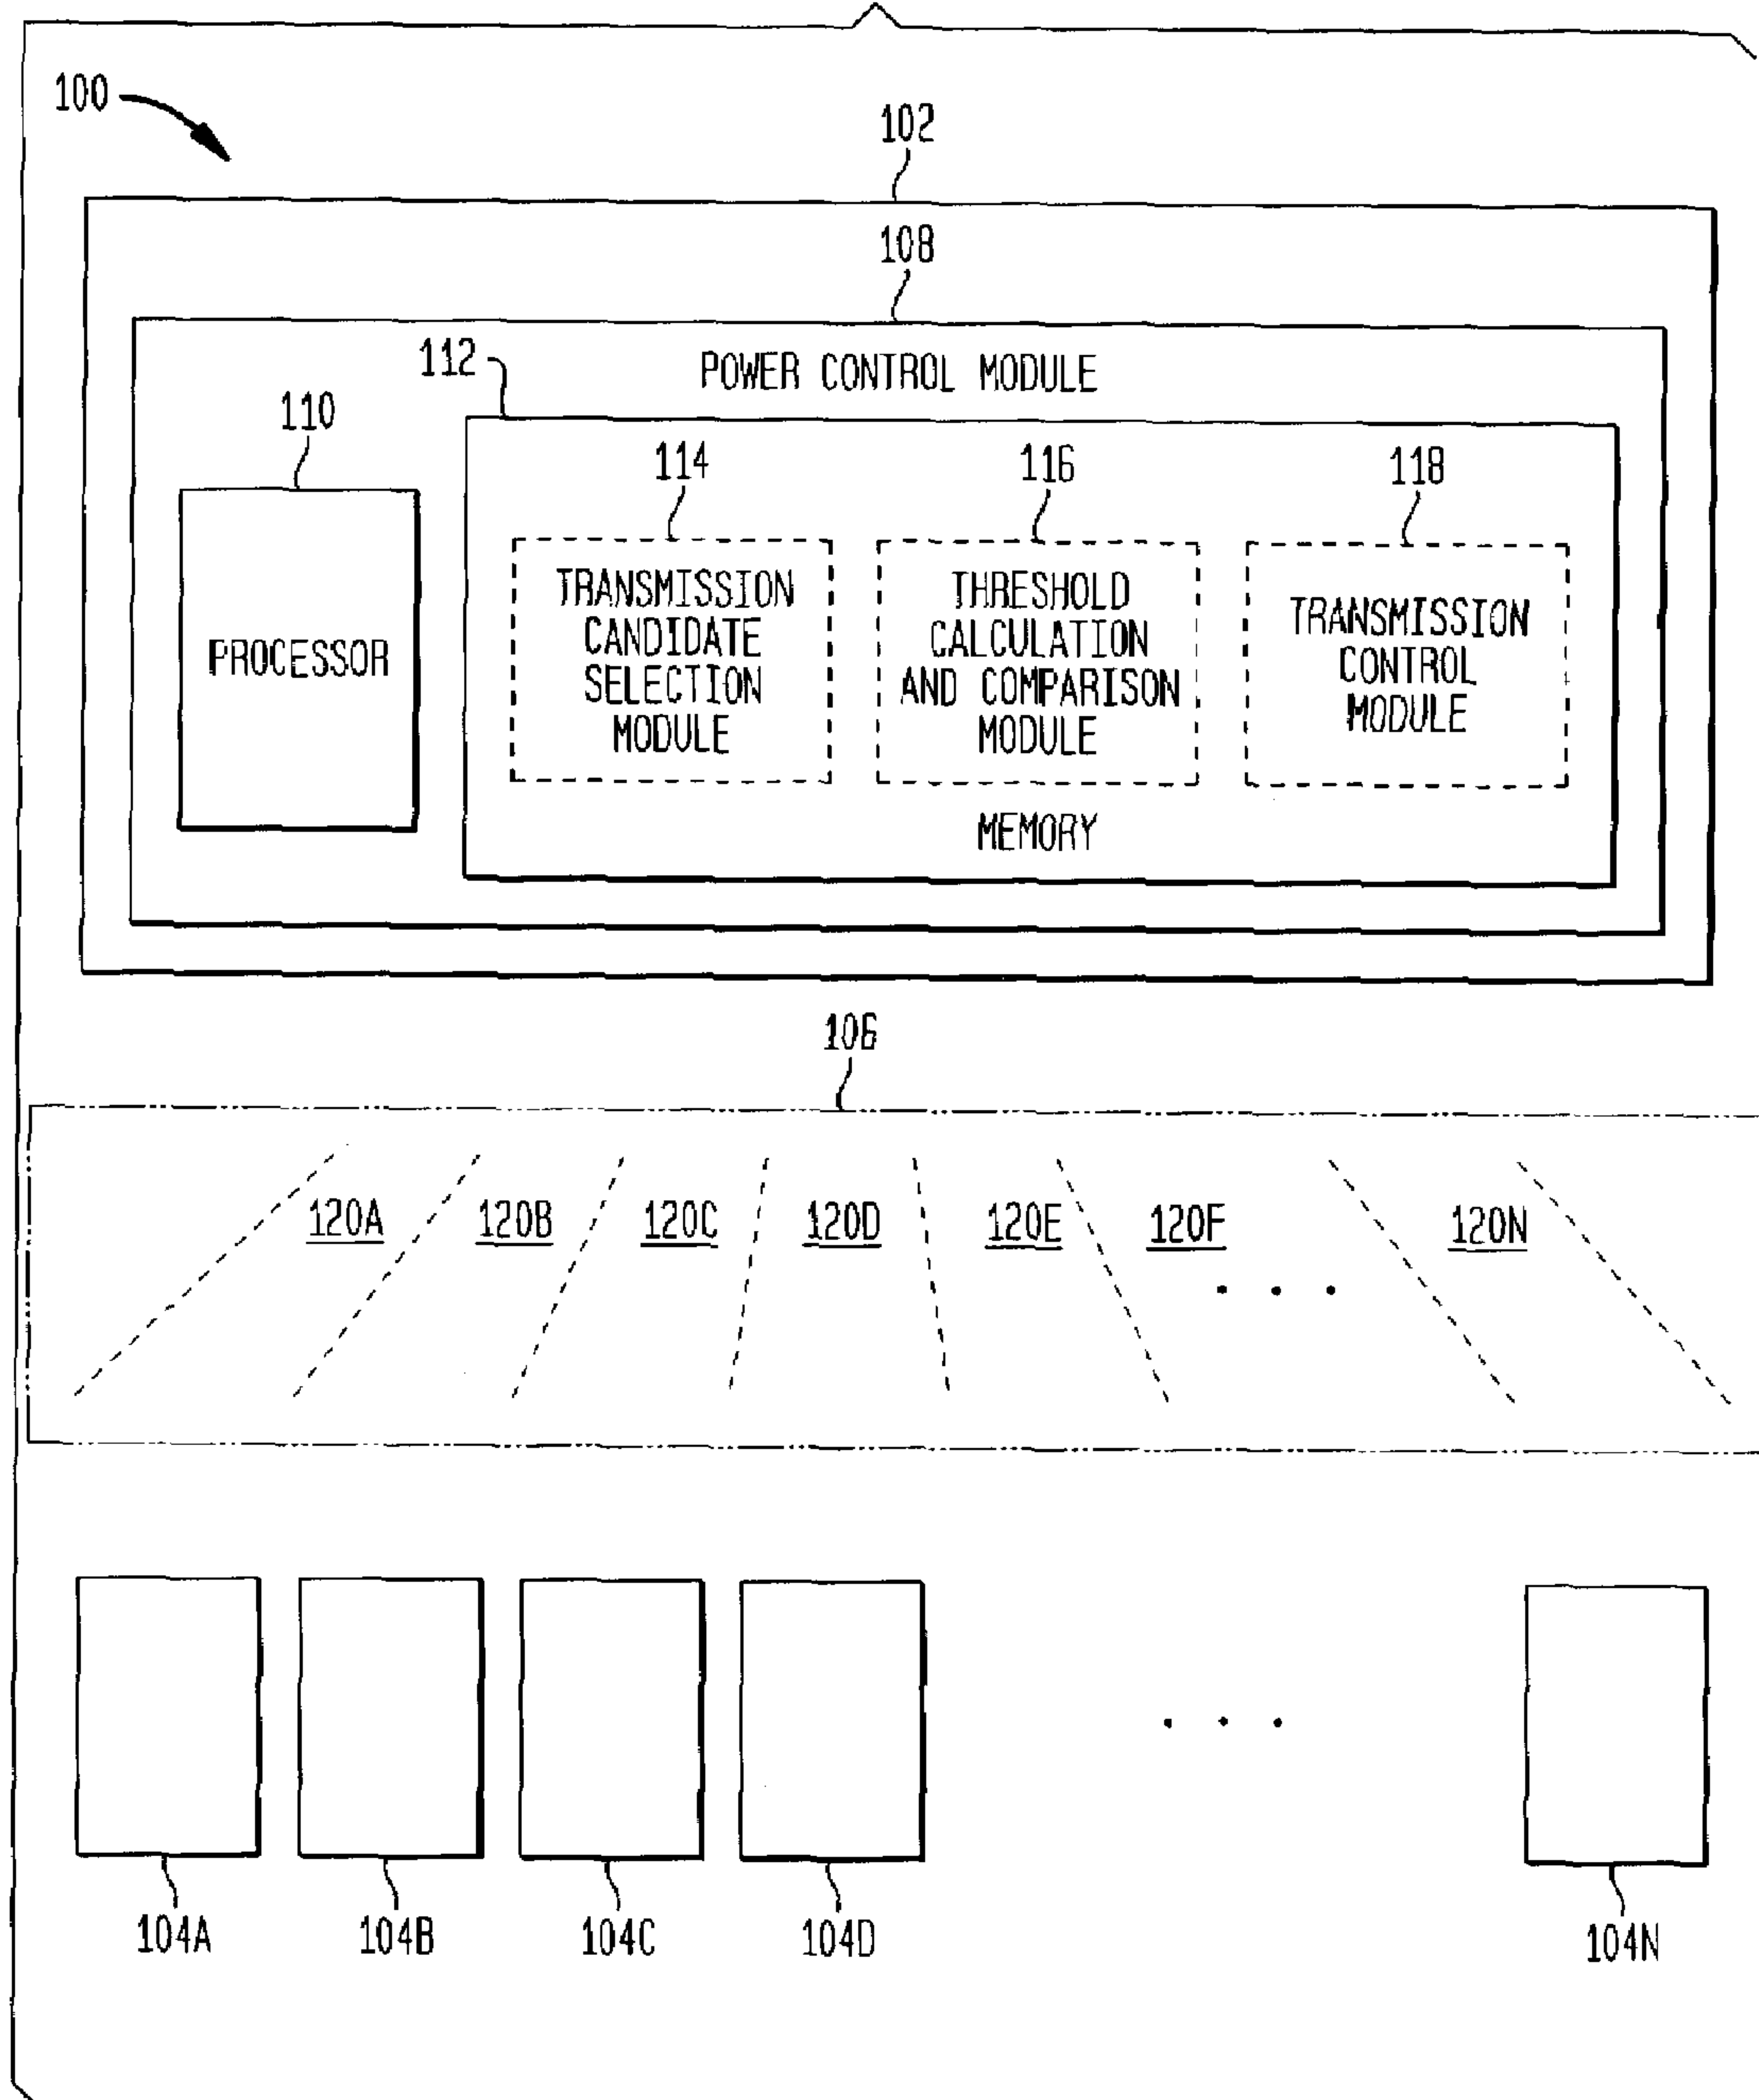 100
102
108
112
POWER CONTROL MODULE
110
114
116
118
PROCESSOR
TRANSMISSION
CANDIDATE
SELECTION
MODULE
THRESHOLD
CALCULATION
AND COMPARISON
MODULE
TRANSMISSION
CONTROL
MODULE
MEMORY
106
120A
120B
120C
120D
120E
120F
. . .
120N
. . .
104A
104B
104C
104D
104N